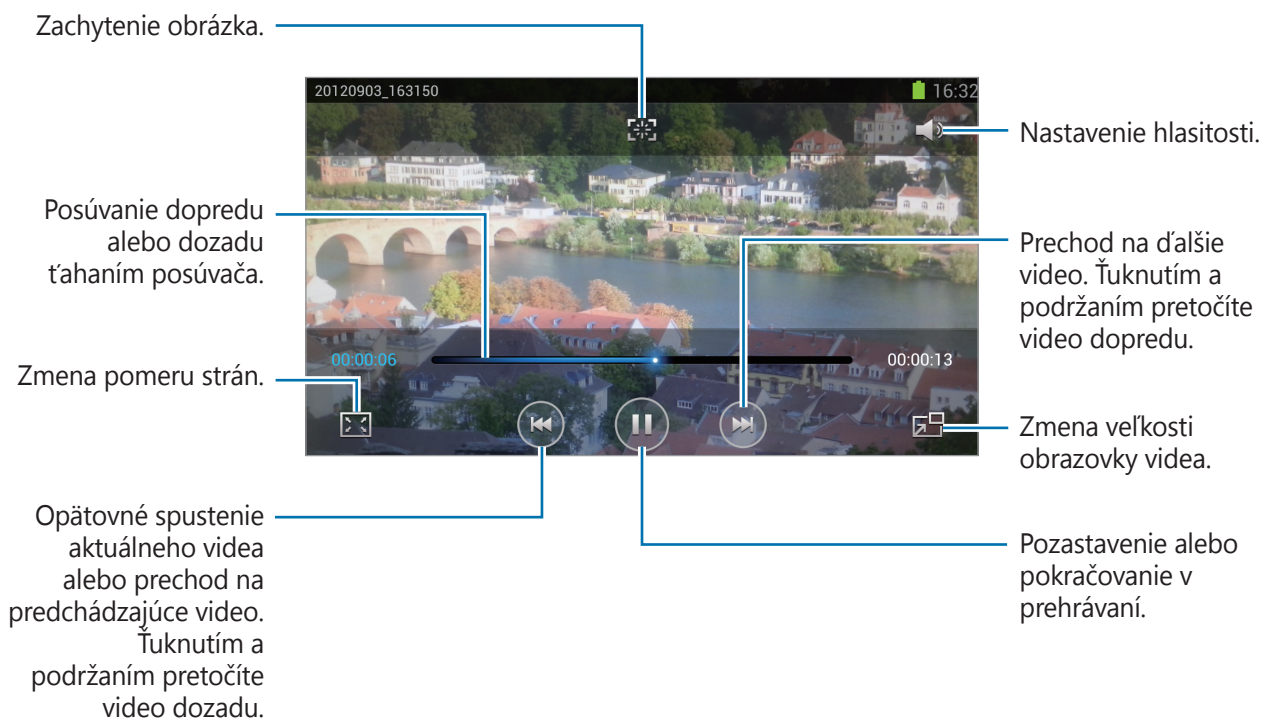 Zachytenie obrázka.
20120903_163150
16:32
Nastavenie hlasitosti.
Posúvanie dopredu
alebo dozadu
ťahaním posúvača.
Prechod na ďalšie
video. Ťuknutím a
podržaním pretočíte
video dopredu.
00:00:06
00:00:13
Zmena pomeru strán.
Zmena veľkosti
obrazovky videa.
Opätovné spustenie
aktuálneho videa
alebo prechod na
predchádzajúce video.
Ťuknutím a
podržaním pretočíte
video dozadu.
Pozastavenie alebo
pokračovanie v
prehrávaní.